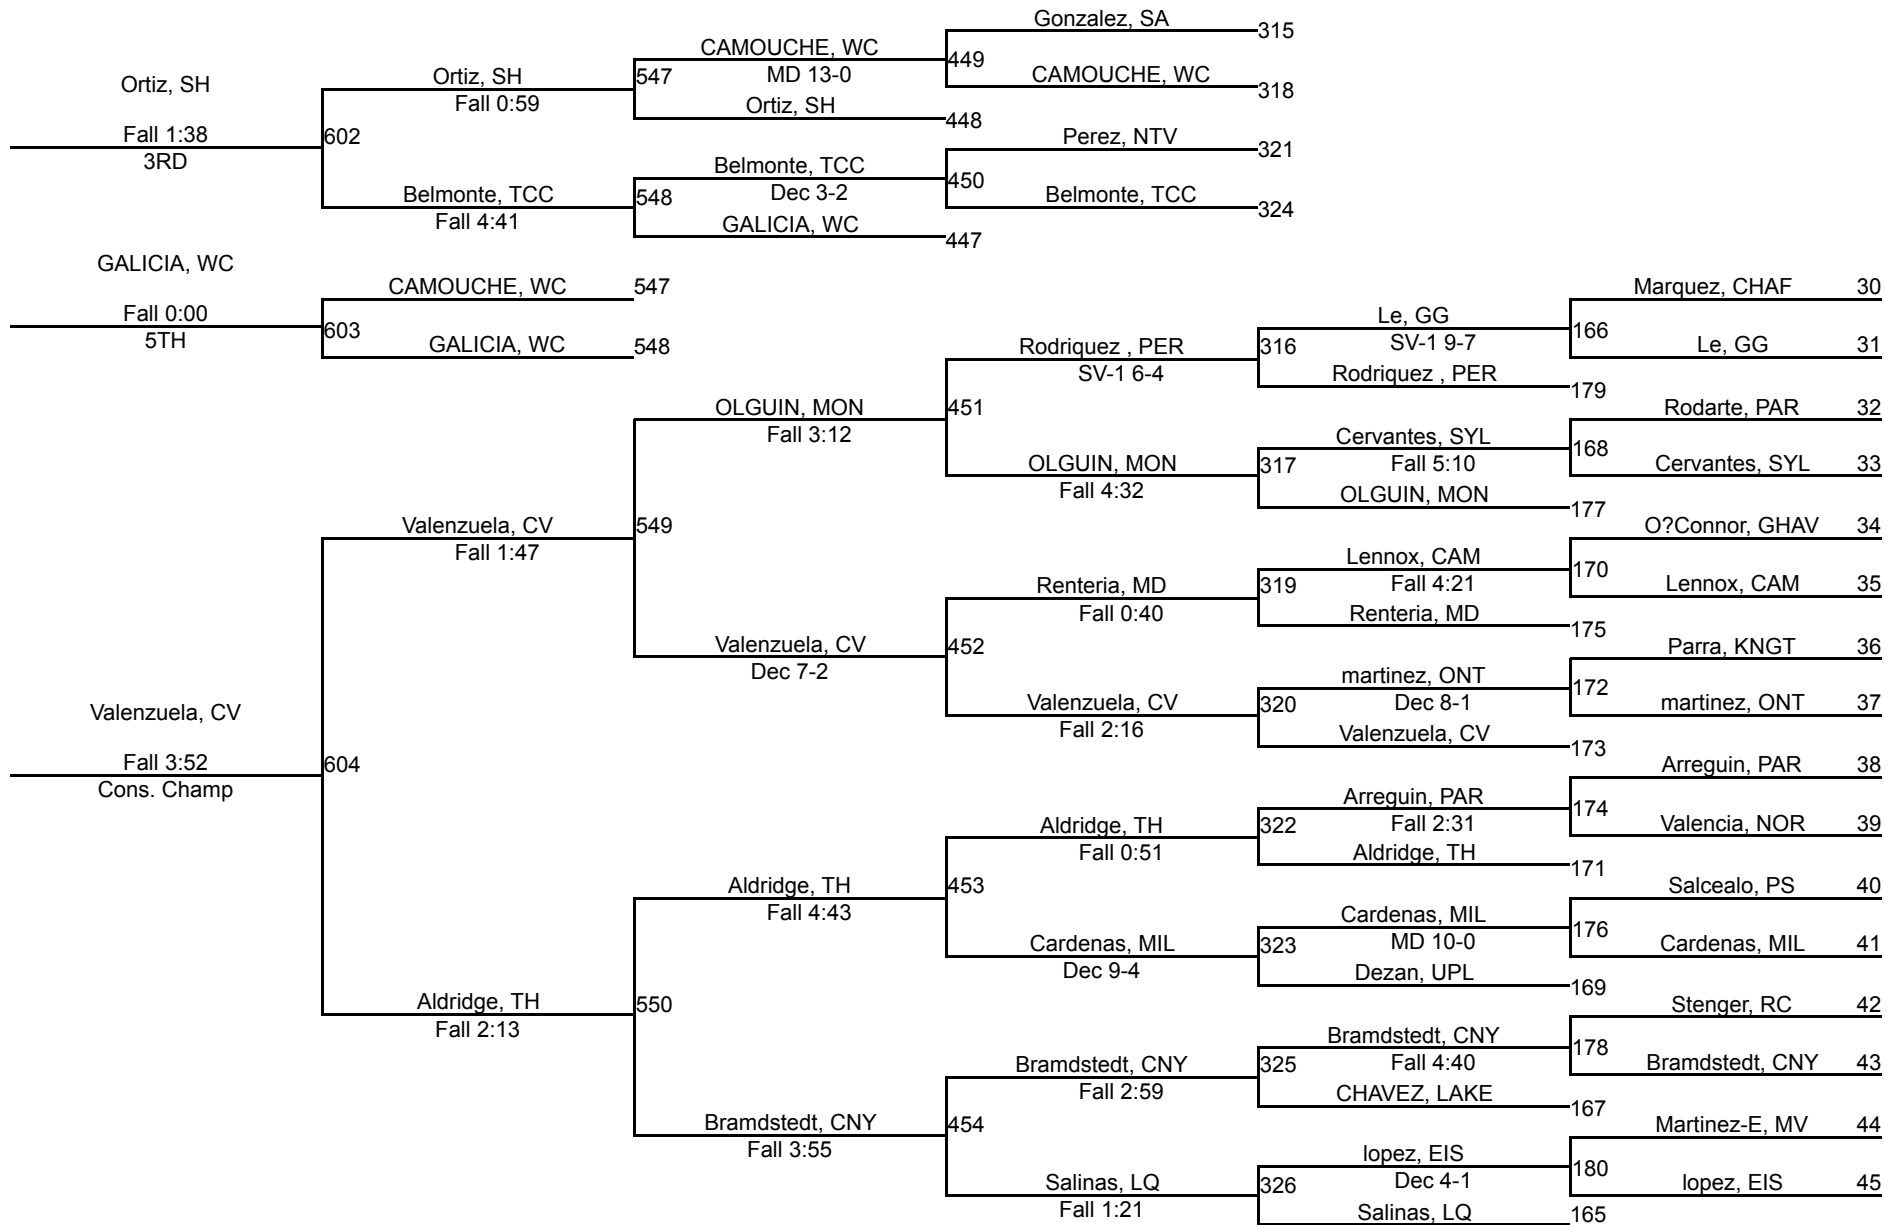 Gonzalez, SA
315
CAMOUCHE, WC
449
Ortiz, SH
Ortiz, SH
547
MD 13-0
CAMOUCHE, WC
318
Fall 0:59
Ortiz, SH
448
Fall 1:38
602
Perez, NTV
321
3RD
Belmonte, TCC
450
Belmonte, TCC
548
Dec 3-2
Belmonte, TCC
324
Fall 4:41
GALICIA, WC
447
GALICIA, WC
CAMOUCHE, WC
547
Marquez, CHAF 30
Fall 0:00
603
Le, GG
166
5TH
GALICIA, WC
548
Rodriquez , PER
316
SV-1 9-7
Le, GG 31
SV-1 6-4
Rodriquez , PER
179
OLGUIN, MON
451
Rodarte, PAR 32
Fall 3:12
Cervantes, SYL
168
OLGUIN, MON
317
Fall 5:10
Cervantes, SYL 33
Fall 4:32
OLGUIN, MON
177
Valenzuela, CV
549
O?Connor, GHAV 34
Fall 1:47
Lennox, CAM
170
Renteria, MD
319
Fall 4:21
Lennox, CAM 35
Fall 0:40
Renteria, MD
175
Valenzuela, CV
452
Parra, KNGT 36
Dec 7-2
martinez, ONT
172
Valenzuela, CV
320
Dec 8-1
martinez, ONT 37
Valenzuela, CV
Fall 2:16
Valenzuela, CV
173
Fall 3:52
604
Arreguin, PAR 38
Cons. Champ
Arreguin, PAR
174
Aldridge, TH
322
Fall 2:31
Valencia, NOR 39
Fall 0:51
Aldridge, TH
171
Aldridge, TH
453
Salcealo, PS 40
Fall 4:43
Cardenas, MIL
176
Cardenas, MIL
323
MD 10-0
Cardenas, MIL 41
Dec 9-4
Dezan, UPL
169
Aldridge, TH
550
Stenger, RC 42
Fall 2:13
Bramdstedt, CNY
178
Bramdstedt, CNY
325
Fall 4:40
Bramdstedt, CNY 43
Fall 2:59
CHAVEZ, LAKE
167
Bramdstedt, CNY
454
Martinez-E, MV 44
Fall 3:55
lopez, EIS
180
Salinas, LQ
326
Dec 4-1
lopez, EIS 45
Fall 1:21
Salinas, LQ
165